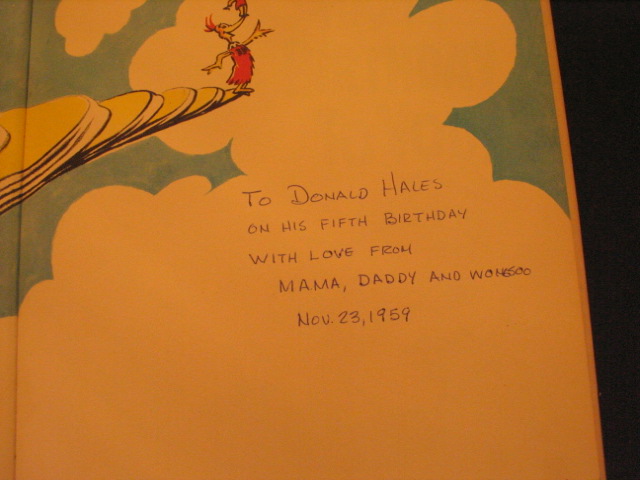 To Donald Hales
on his fifth birthday
with love from
Mama, Daddy and
Nov. 23, 1959